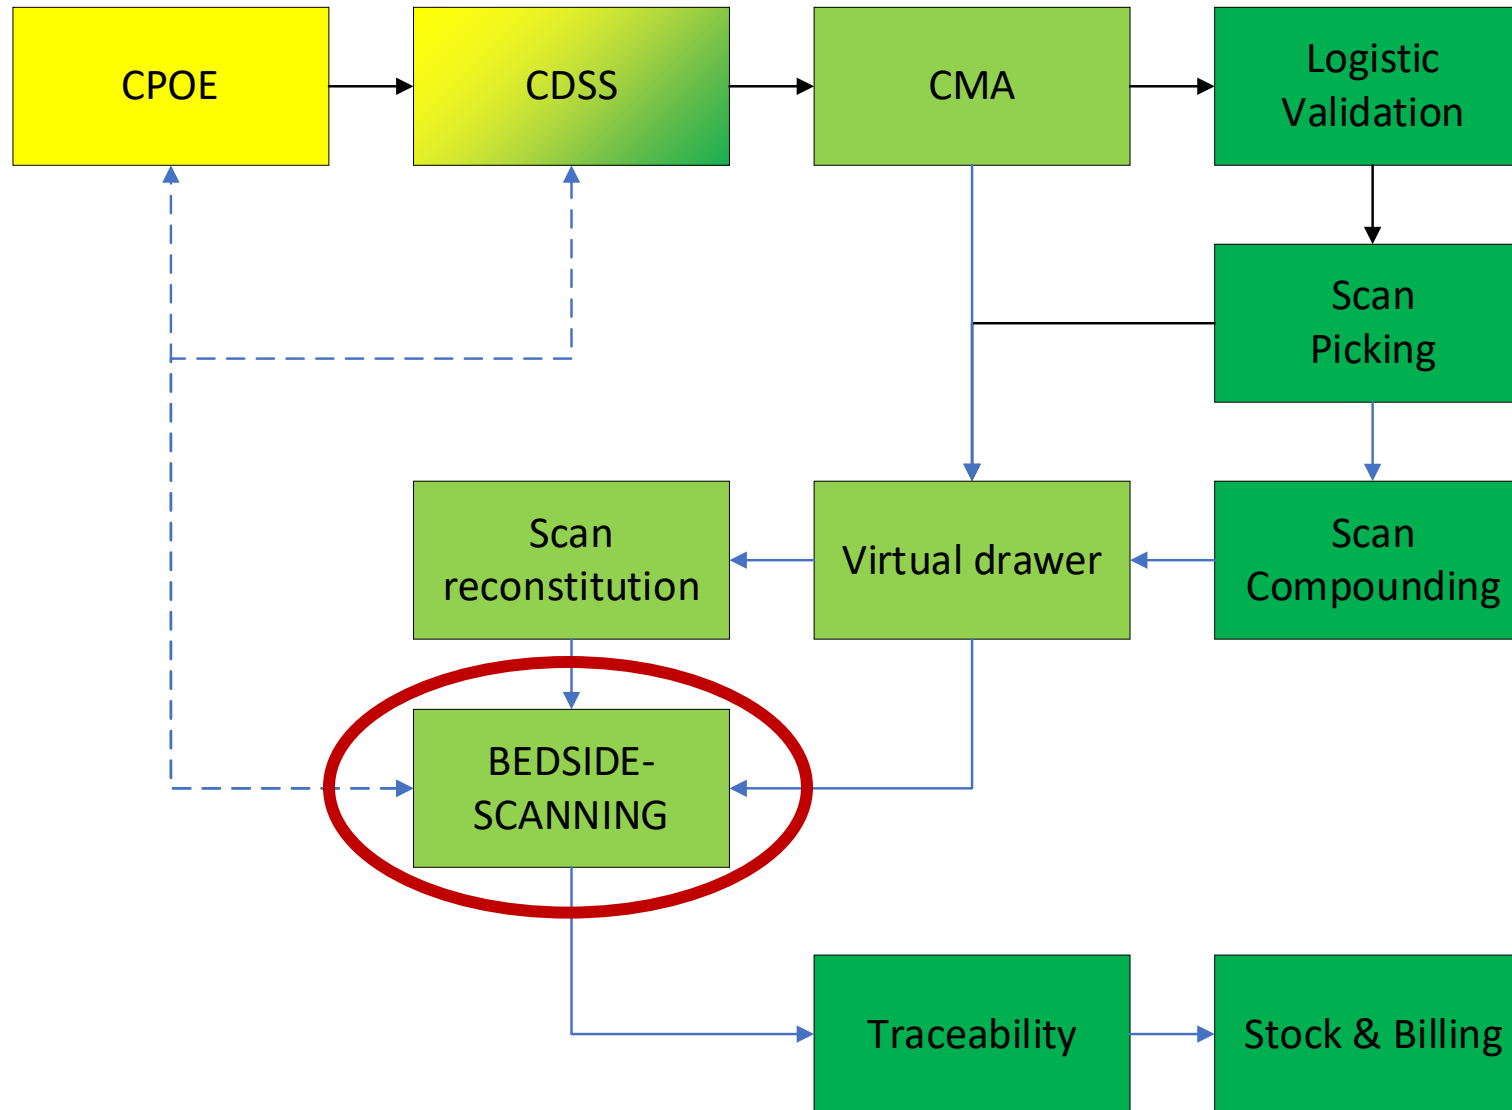 CPOE
CDSS
CMA
Logistic
Validation
Scan
Picking
Scan
reconstitution
Virtual drawer
Scan
Compounding
BEDSIDE-
SCANNING
Traceability
Stock & Billing